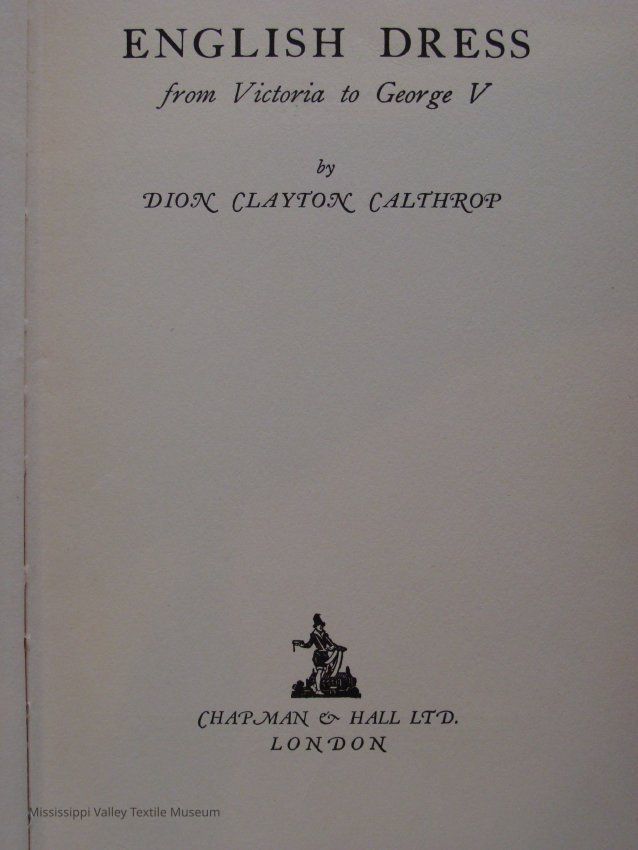 ENGLISH DRESS
from Victoria to George V
by
DION CLAYTON CALTHROP
CHAPMAN & HALL LTD.
LONDON
Mississippi Valley Textile Museum